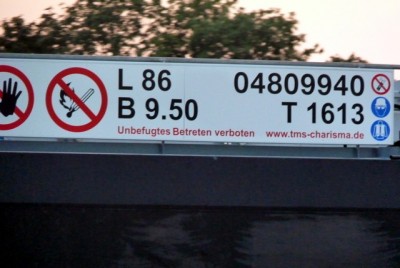 L 86 04809940
B 9.50 T 1613
Unbefugtes Betreten verboten www.tms-charisma.de